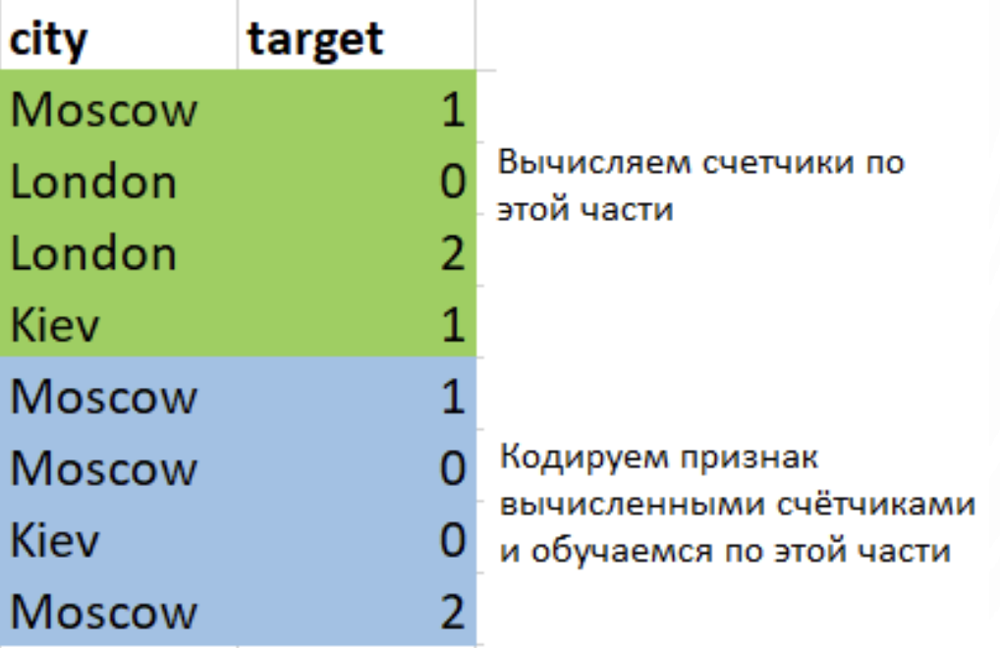 city target
Moscow 1
London 0
London 2
Kiev 1
Moscow 1
Moscow 0
Kiev 0
Moscow 2
Вычисляем счетчики по
этой части
Кодируем признак
вычисленными счётчиками
и обучаемся по этой части